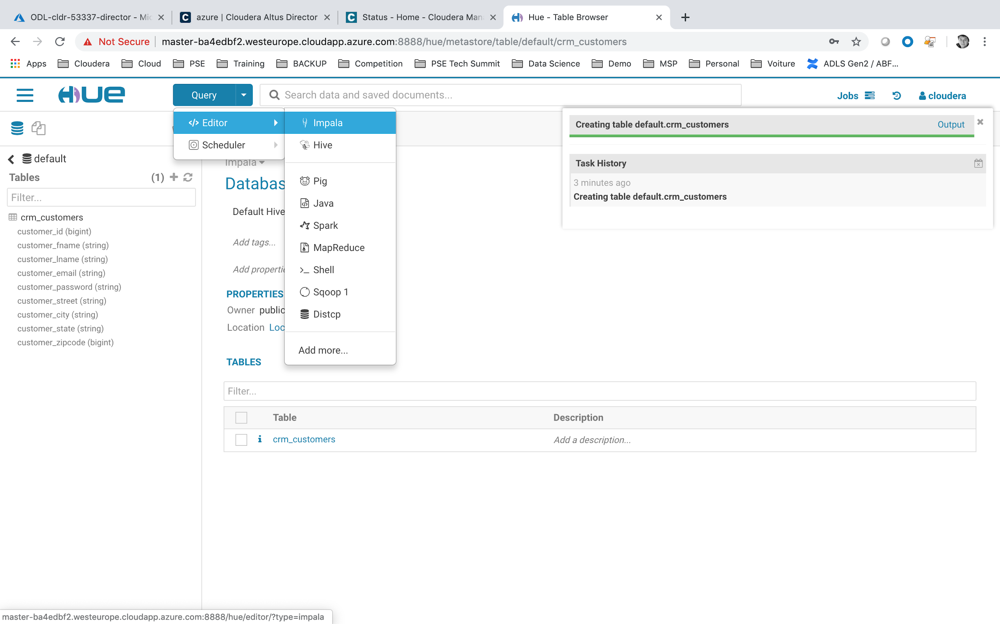 ODL-cldr-53337-director - Mic
azure | Cloudera Altus Director
Status - Home - Cloudera Man
Hue - Table Browser
Not Secure
master-ba4edbf2.westeurope.cloudapp.azure.com:8888/hue/metastore/table/default/crm_customers
Apps
Cloudera
Cloud
PSE
Training
BACKUP
Competition
PSE Tech Summit
Data Science
Demo
MSP
Personal
Voiture
ADLS Gen2 / ABF...
HUE
Query
Search data and saved documents...
Jobs
cloudera
Editor
Scheduler
Impala
Hive
Pig
Java
Spark
MapReduce
Shell
Sqoop 1
Distcp
Add more...
Creating table default.crm_customers
Output
Task History
3 minutes ago
Creating table default.crm_customers
default
Tables
(1)
Filter...
crm_customers
customer_id (bigint)
customer_fname (string)
customer_lname (string)
customer_email (string)
customer_password (string)
customer_street (string)
customer_city (string)
customer_state (string)
customer_zipcode (bigint)
Impala
Databas
Default Hive
Add tags...
Add propertie
PROPERTIES
Owner public
Location Loc
TABLES
Filter...
Table
Description
crm_customers
Add a description...
master-ba4edbf2.westeurope.cloudapp.azure.com:8888/hue/editor/?type=impala